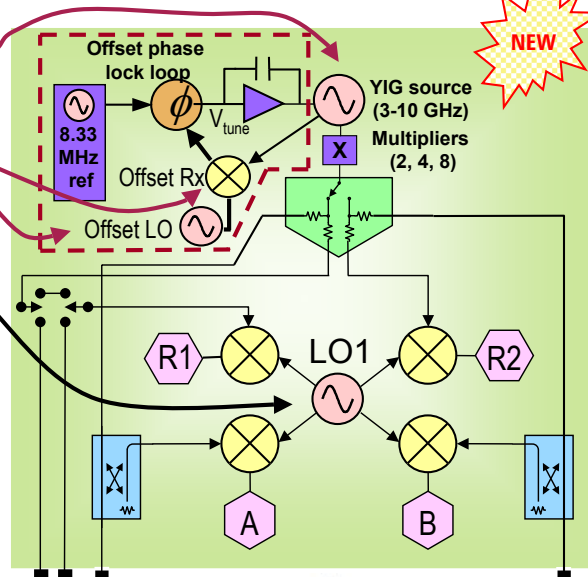 NEW
Offset phase
lock loop
ϕ
8.33
MHz
ref
Vtune
YIG source
(3-10 GHz)
Multipliers
(2, 4, 8)
X
Offset Rx
Offset LO
R1
LO1
R2
A
B